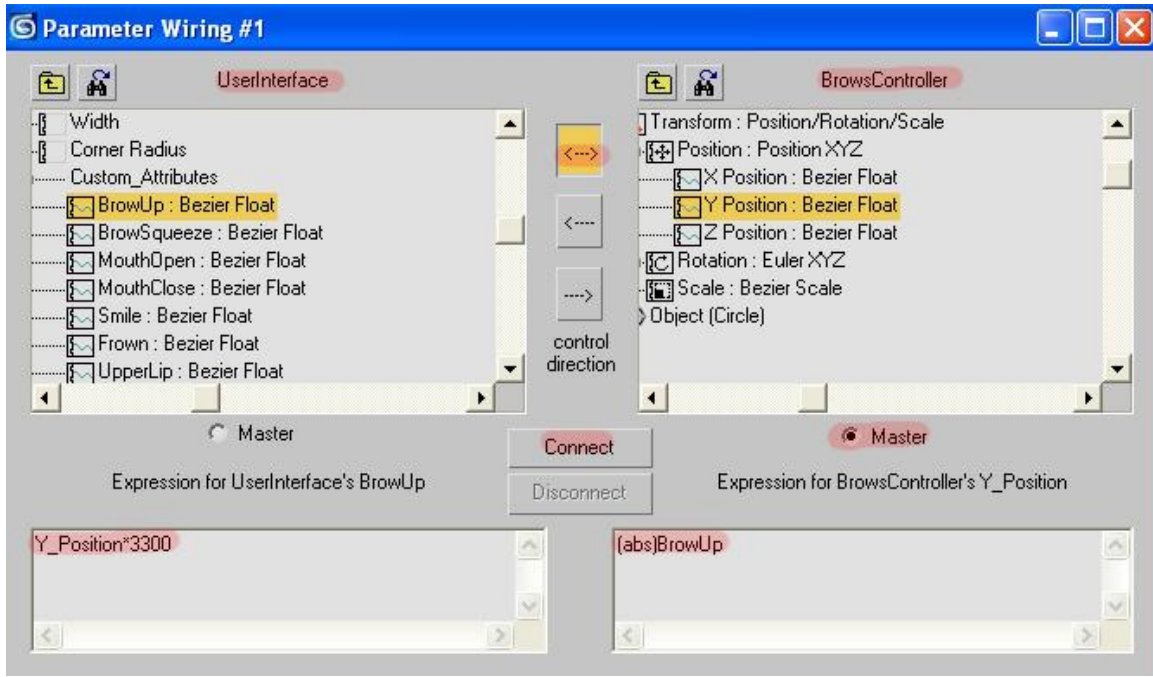 Parameter Wiring #1
UserInterface
BrowsController
Width
Corner Radius
Custom_Attributes
BrowUp : Bezier Float
BrowSqueeze : Bezier Float
MouthOpen : Bezier Float
MouthClose : Bezier Float
Smile : Bezier Float
Frown : Bezier Float
UpperLip : Bezier Float
<--->
<----
---->
control
direction
Transform : Position/Rotation/Scale
Position : Position XYZ
X Position : Bezier Float
Y Position : Bezier Float
Z Position : Bezier Float
Rotation : Euler XYZ
Scale : Bezier Scale
Object (Circle)
Master
Connect
Disconnect
Master
Expression for UserInterface's BrowUp
Expression for BrowsController's Y_Position
Y_Position*3300
(abs)BrowUp